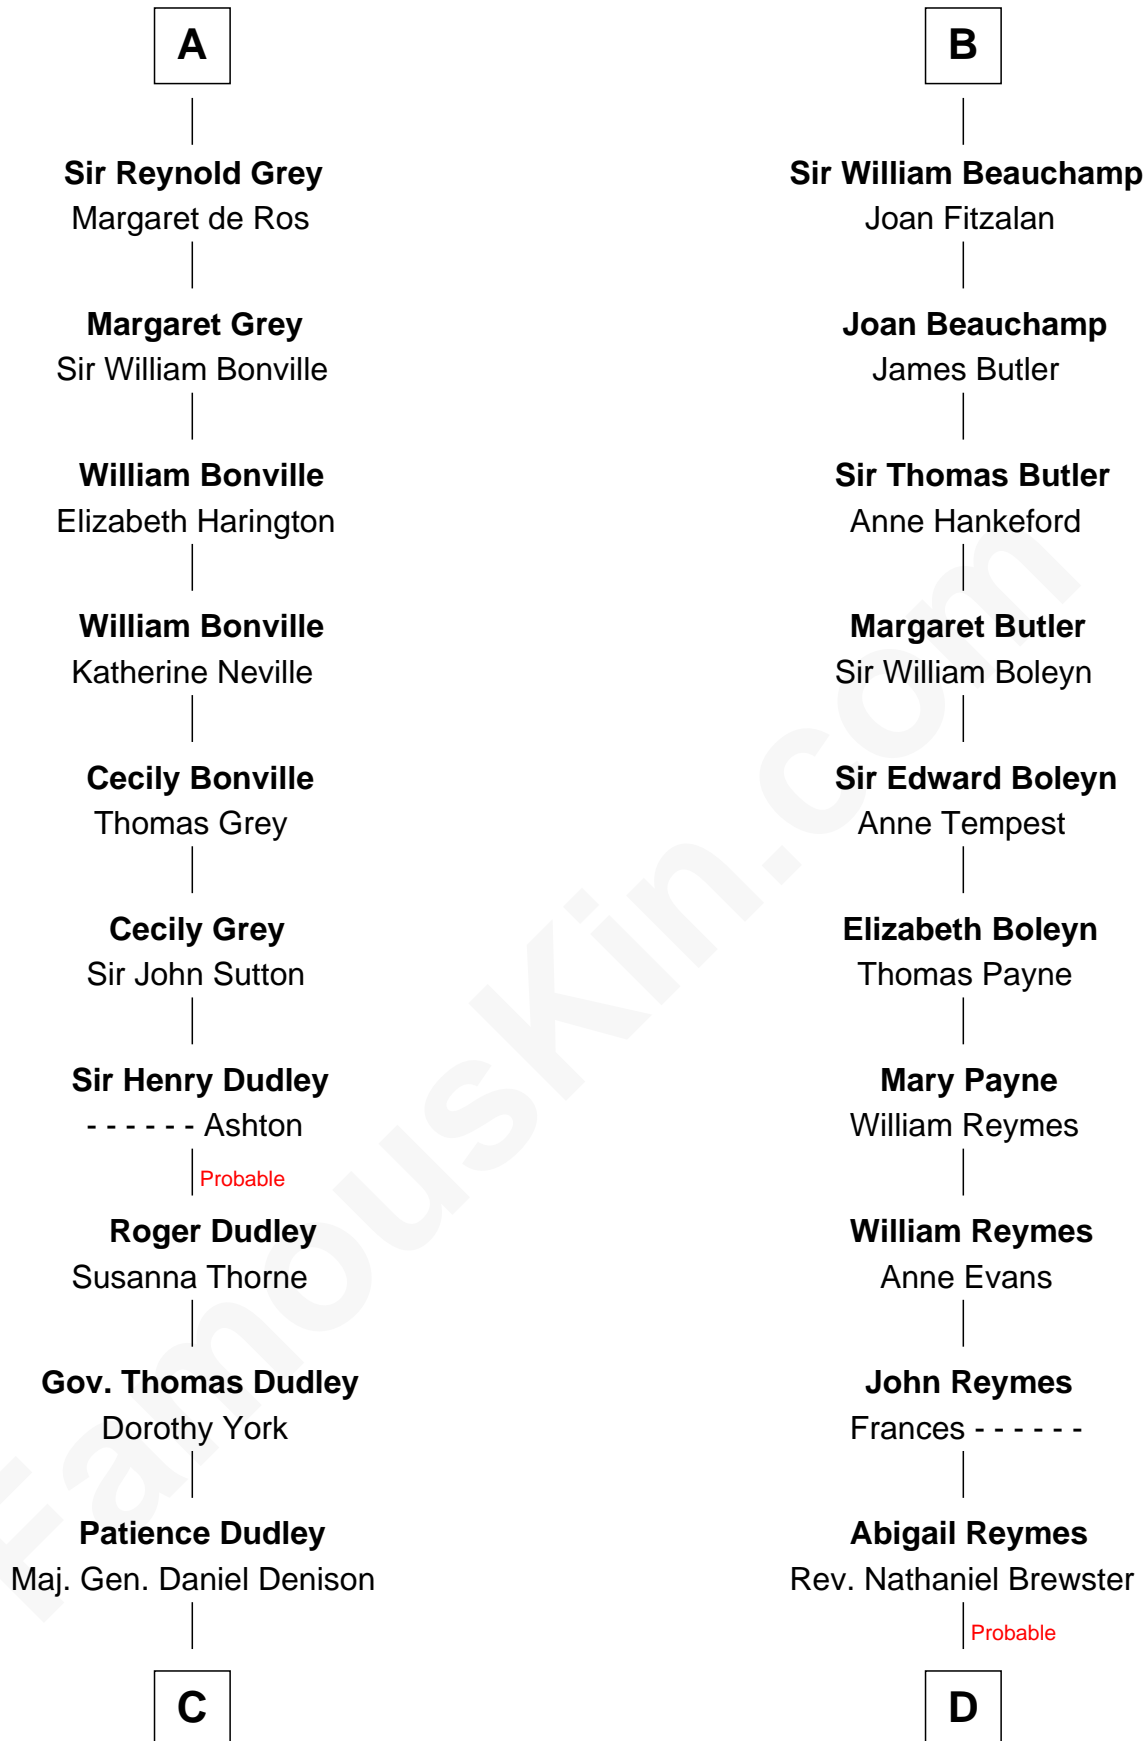 A
Sir Reynold Grey
Margaret de Ros
Margaret Grey
Sir William Bonville
William Bonville
Elizabeth Harington
William Bonville
Katherine Neville
Cecily Bonville
Thomas Grey
Cecily Grey
Sir John Sutton
Sir Henry Dudley
- - - - - - Ashton
Probable
Roger Dudley
Susanna Thorne
Gov. Thomas Dudley
Dorothy York
Patience Dudley
Maj. Gen. Daniel Denison
C
B
Sir William Beauchamp
Joan Fitzalan
Joan Beauchamp
James Butler
Sir Thomas Butler
Anne Hankeford
Margaret Butler
Sir William Boleyn
Sir Edward Boleyn
Anne Tempest
Elizabeth Boleyn
Thomas Payne
Mary Payne
William Reymes
William Reymes
Anne Evans
John Reymes
Frances - - - - - -
Abigail Reymes
Rev. Nathaniel Brewster
Probable
D
FamousKin.com